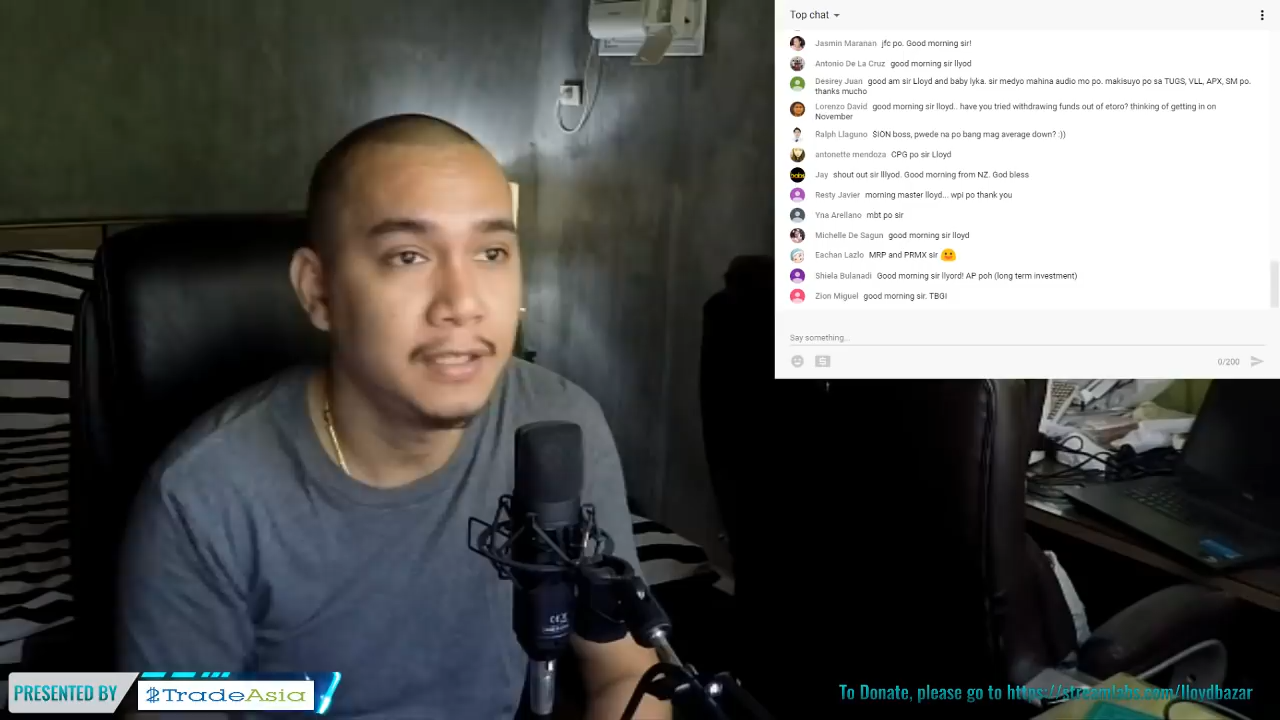 Top chat
Jasmin Maranan jfc po. Good morning sir!
Antonio De La Cruz good morning sir llyod
Desirey Juan good am sir Lloyd and baby lyka. sir medyo mahina audio mo po. makisuyo po sa TUGS, VLL, APX, SM po.
thanks mucho
Lorenzo David good morning sir lloyd.. have you tried withdrawing funds out of etoro? thinking of getting in on
November
Ralph Llaguno $ION boss, pwede na po bang mag average down? :))
antonette mendoza CPG po sir Lloyd
Jay shout out sir lllyod. Good morning from NZ. God bless
Resty Javier morning master lloyd... wpi po thank you
Yna Arellano mbt po sir
Michelle De Sagun good morning sir lloyd
Eachan Lazlo MRP and PRMX sir
Shiela Bulanadi Good morning sir llyord! AP poh (long term investment)
Zion Miguel good morning sir. TBGI
Say something...
0/200
PRESENTED BY
TradeAsia
To Donate, please go to https://streamlabs.com/lloydbazar